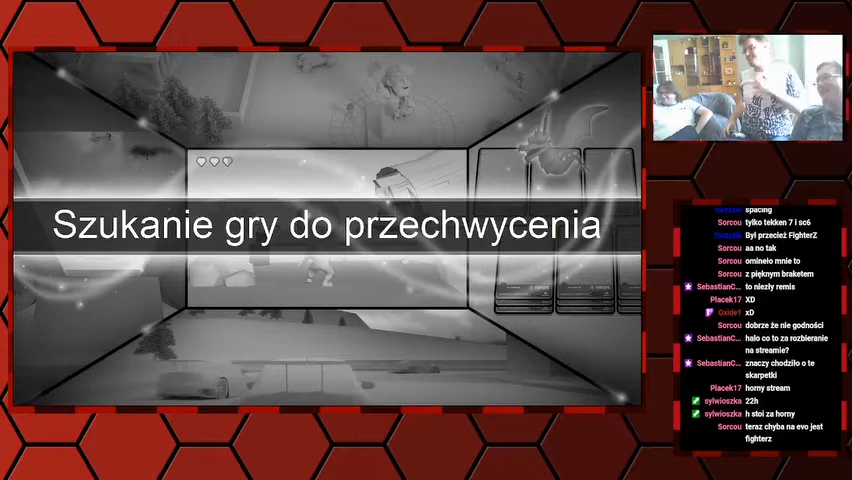 Szukanie gry do przechwycenia
spacing
Sorcou tylko tekken 7 i sc6
Był przecież FighterZ
Sorcou aa no tak
Sorcou omineło mnie to
Sorcou z pięknym braketem
SebastianC... to niezły remis
Placek17 XD
Oxide1 xD
Sorcou dobrze że nie godności
SebastianC... halo co to za rozbieranie
na streamie?
SebastianC... znaczy chodziło o te
skarpetki
Placek17 horny stream
sylwioszka 22h
sylwioszka h stoi za horny
Sorcou teraz chyba na evo jest
fighterz